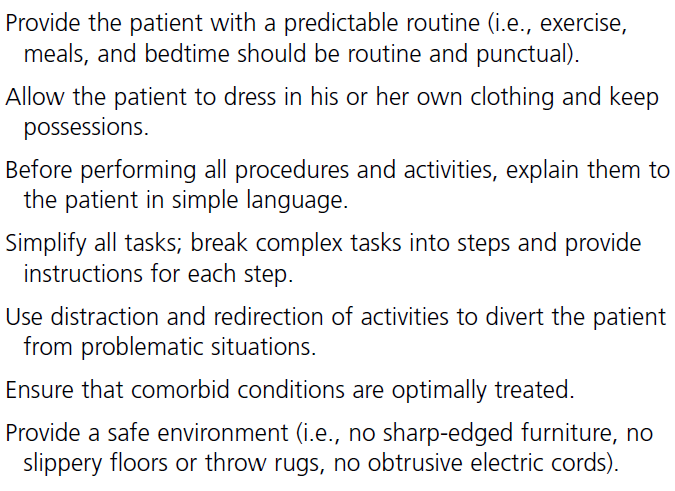 Provide the patient with a predictable routine (i.e., exercise,
meals, and bedtime should be routine and punctual).
Allow the patient to dress in his or her own clothing and keep
possessions.
Before performing all procedures and activities, explain them to
the patient in simple language.
Simplify all tasks; break complex tasks into steps and provide
instructions for each step.
Use distraction and redirection of activities to divert the patient
from problematic situations.
Ensure that comorbid conditions are optimally treated.
Provide a safe environment (i.e., no sharp-edged furniture, no
slippery floors or throw rugs, no obtrusive electric cords).